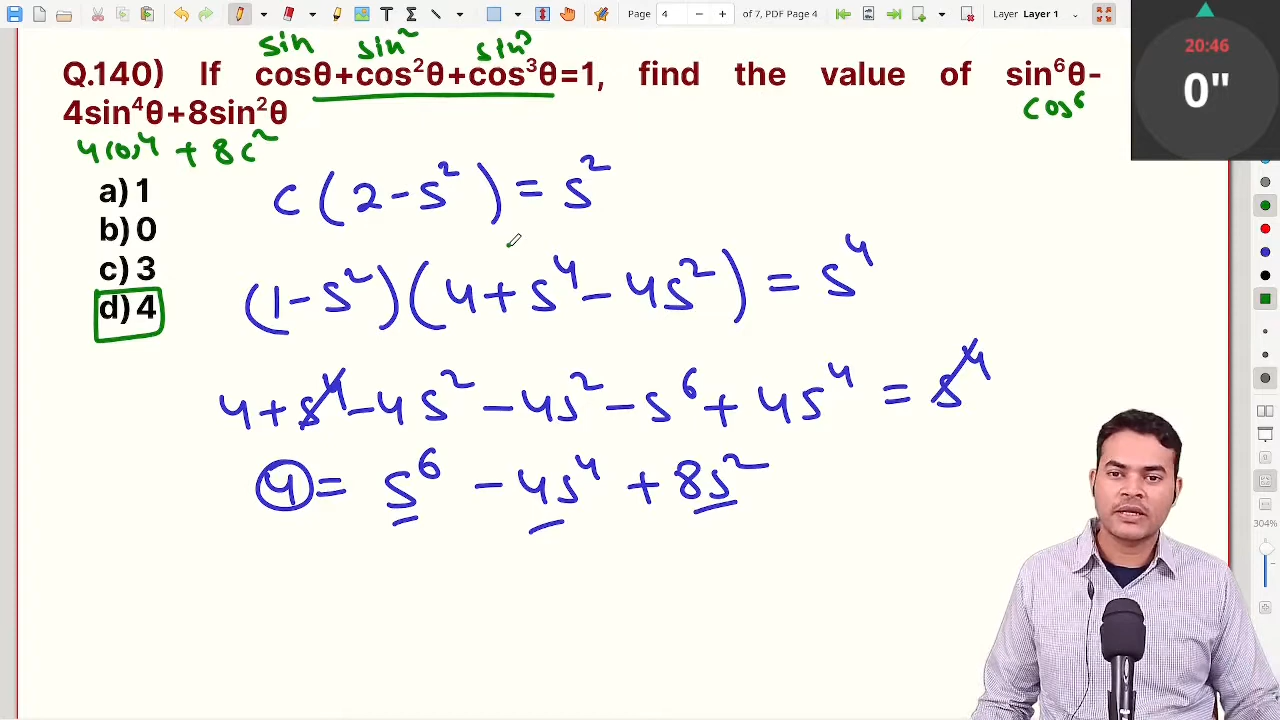 Page 4 of 7 PDF Page 4 Layer Layer 1
20:46
0"
sin sin² sin³
Q.140) If cosθ+cos²θ+cos³θ=1, find the value of sin⁶θ-
cos⁶
4sin⁴θ+8sin²θ
4cos⁴ + 8c²
a) 1
b) 0
c) 3
d) 4
c(2-s²) = s²
(1-s²)(4+s⁴-4s²) = s⁴
4+s⁴-4s²-4s²-s⁶+4s⁴ = s⁴
4 = s⁶ - 4s⁴ + 8s²
304%